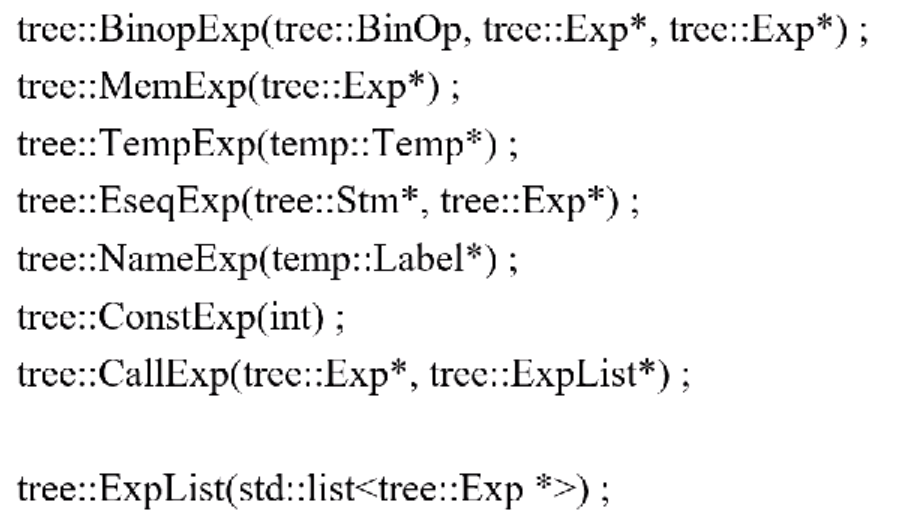 tree::BinopExp(tree::BinOp, tree::Exp*, tree::Exp*) ;
tree::MemExp(tree::Exp*) ;
tree::TempExp(temp::Temp*) ;
tree::EseqExp(tree::Stm*, tree::Exp*) ;
tree::NameExp(temp::Label*) ;
tree::ConstExp(int) ;
tree::CallExp(tree::Exp*, tree::ExpList*) ;
tree::ExpList(std::list<tree::Exp *>) ;